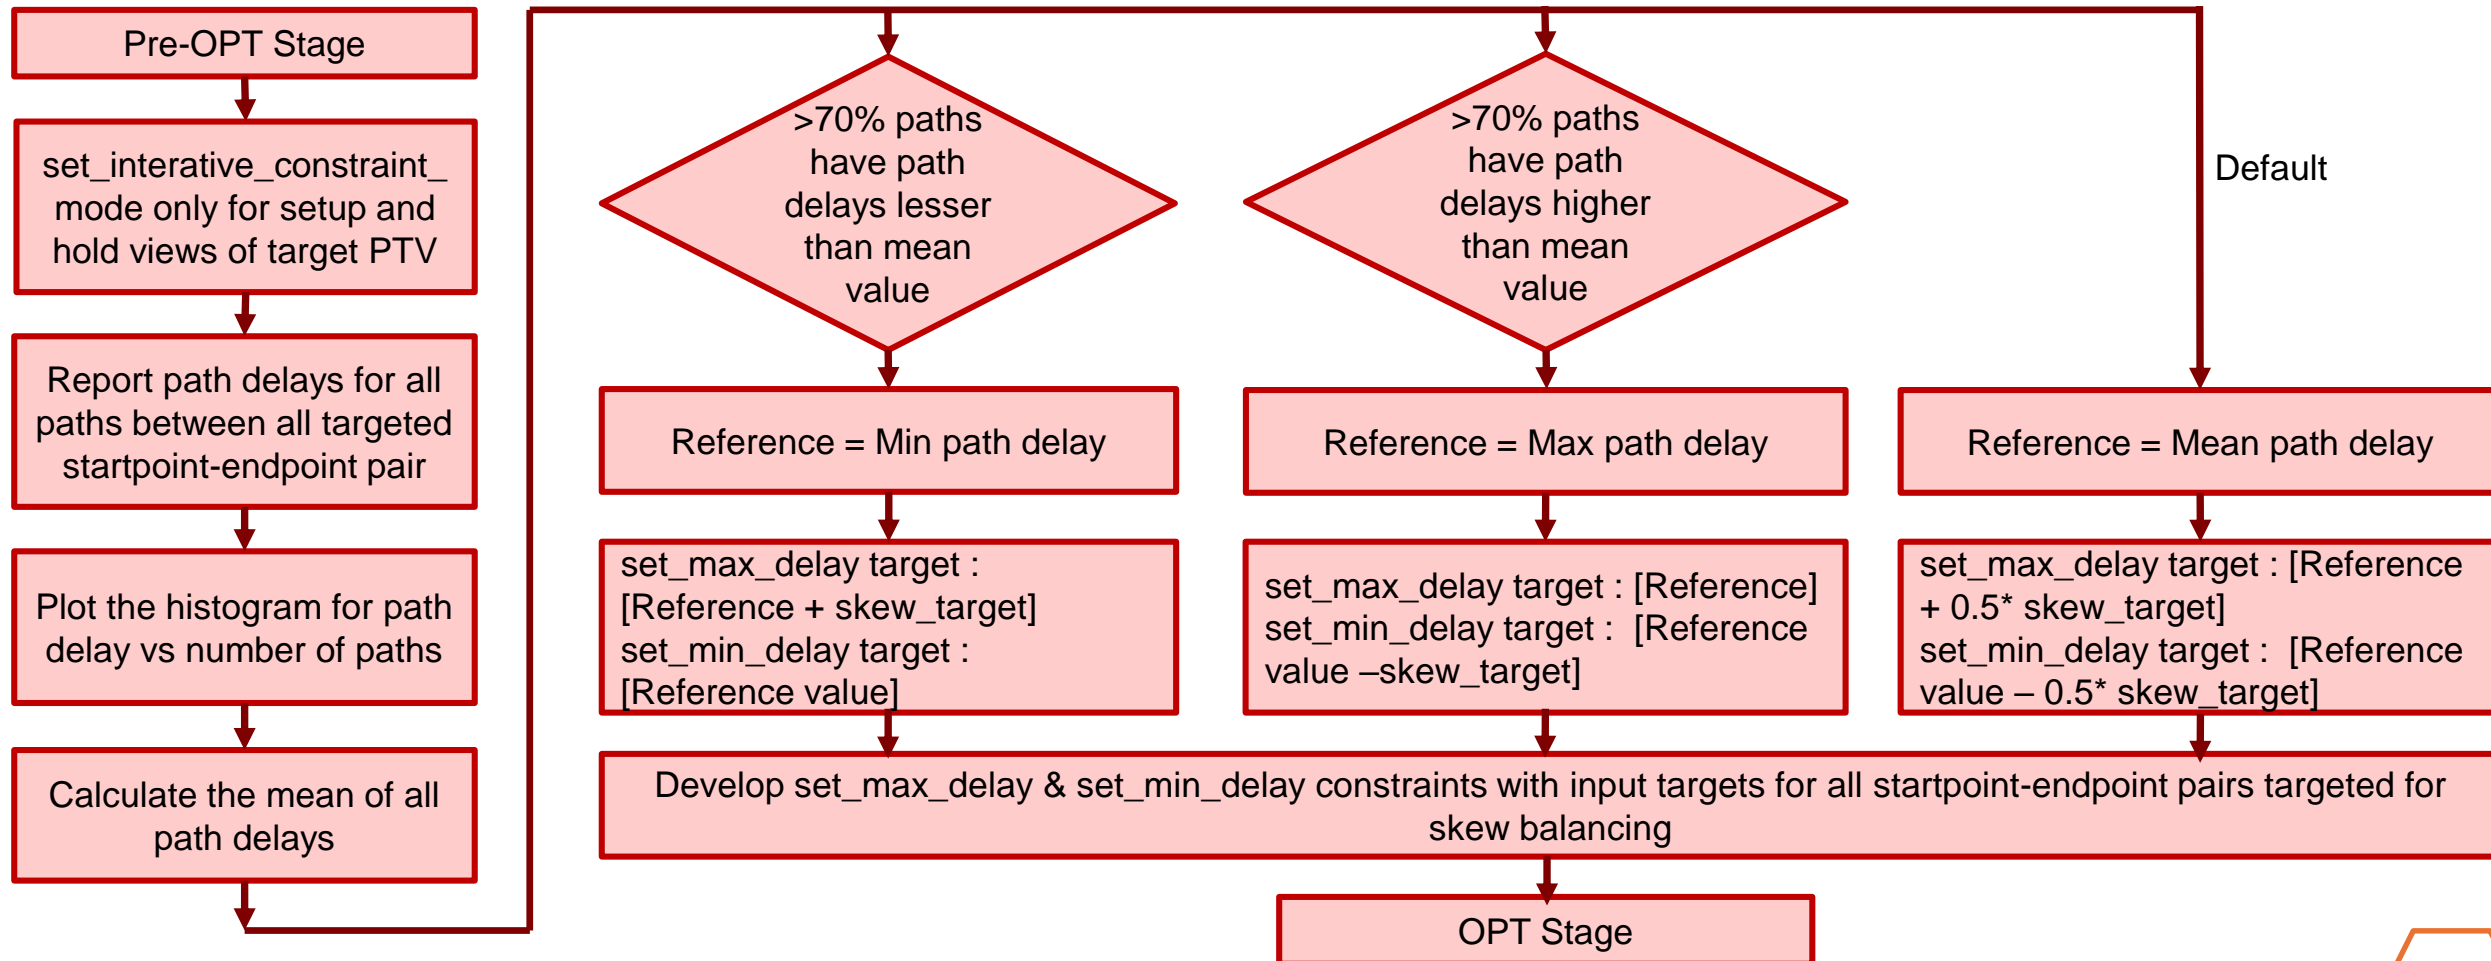 Pre-OPT Stage
set_interative_constraint_
mode only for setup and
hold views of target PTV
Report path delays for all
paths between all targeted
startpoint-endpoint pair
Plot the histogram for path
delay vs number of paths
Calculate the mean of all
path delays
>70% paths
have path
delays lesser
than mean
value
Reference = Min path delay
set_max_delay target :
[Reference + skew_target]
set_min_delay target :
[Reference value]
>70% paths
have path
delays higher
than mean
value
Reference = Max path delay
set_max_delay target : [Reference]
set_min_delay target :  [Reference
value –skew_target]
Default
Reference = Mean path delay
set_max_delay target : [Reference
+ 0.5* skew_target]
set_min_delay target :  [Reference
value – 0.5* skew_target]
Develop set_max_delay & set_min_delay constraints with input targets for all startpoint-endpoint pairs targeted for
skew balancing
OPT Stage